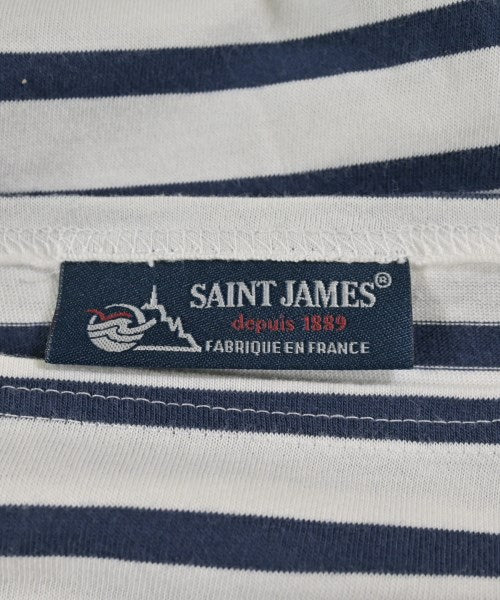 SAINT JAMES®
depuis 1889
FABRIQUE EN FRANCE